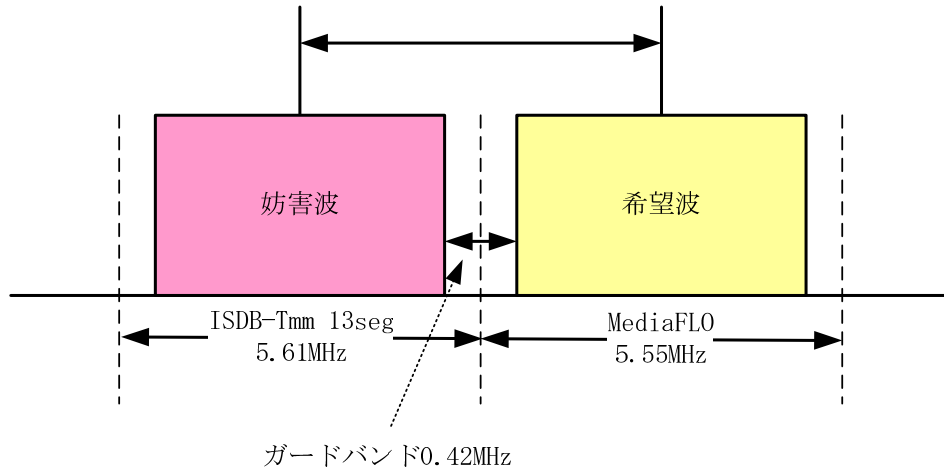 妨害波
希望波
ISDB-Tmm 13seg
5.61MHz
MediaFLO
5.55MHz
ガードバンド0.42MHz